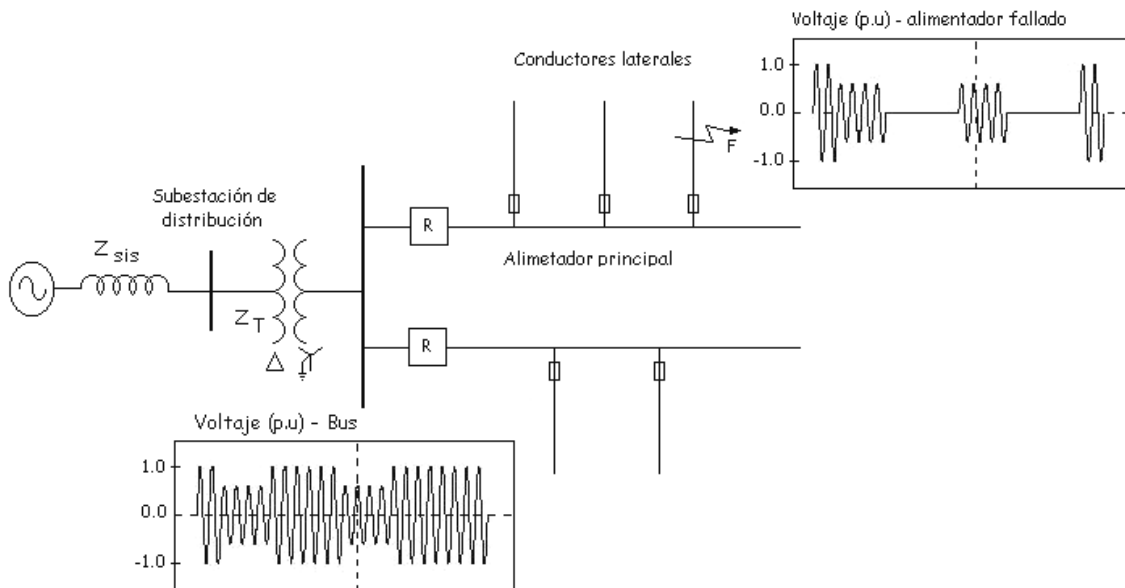 Voltaje (p.u) - alimentador fallado
1.0
0.0
-1.0
Conductores laterales
F
Subestación de
distribución
Z sis
Z T
R
Alimetador principal
R
Voltaje (p.u) - Bus
1.0
0.0
-1.0